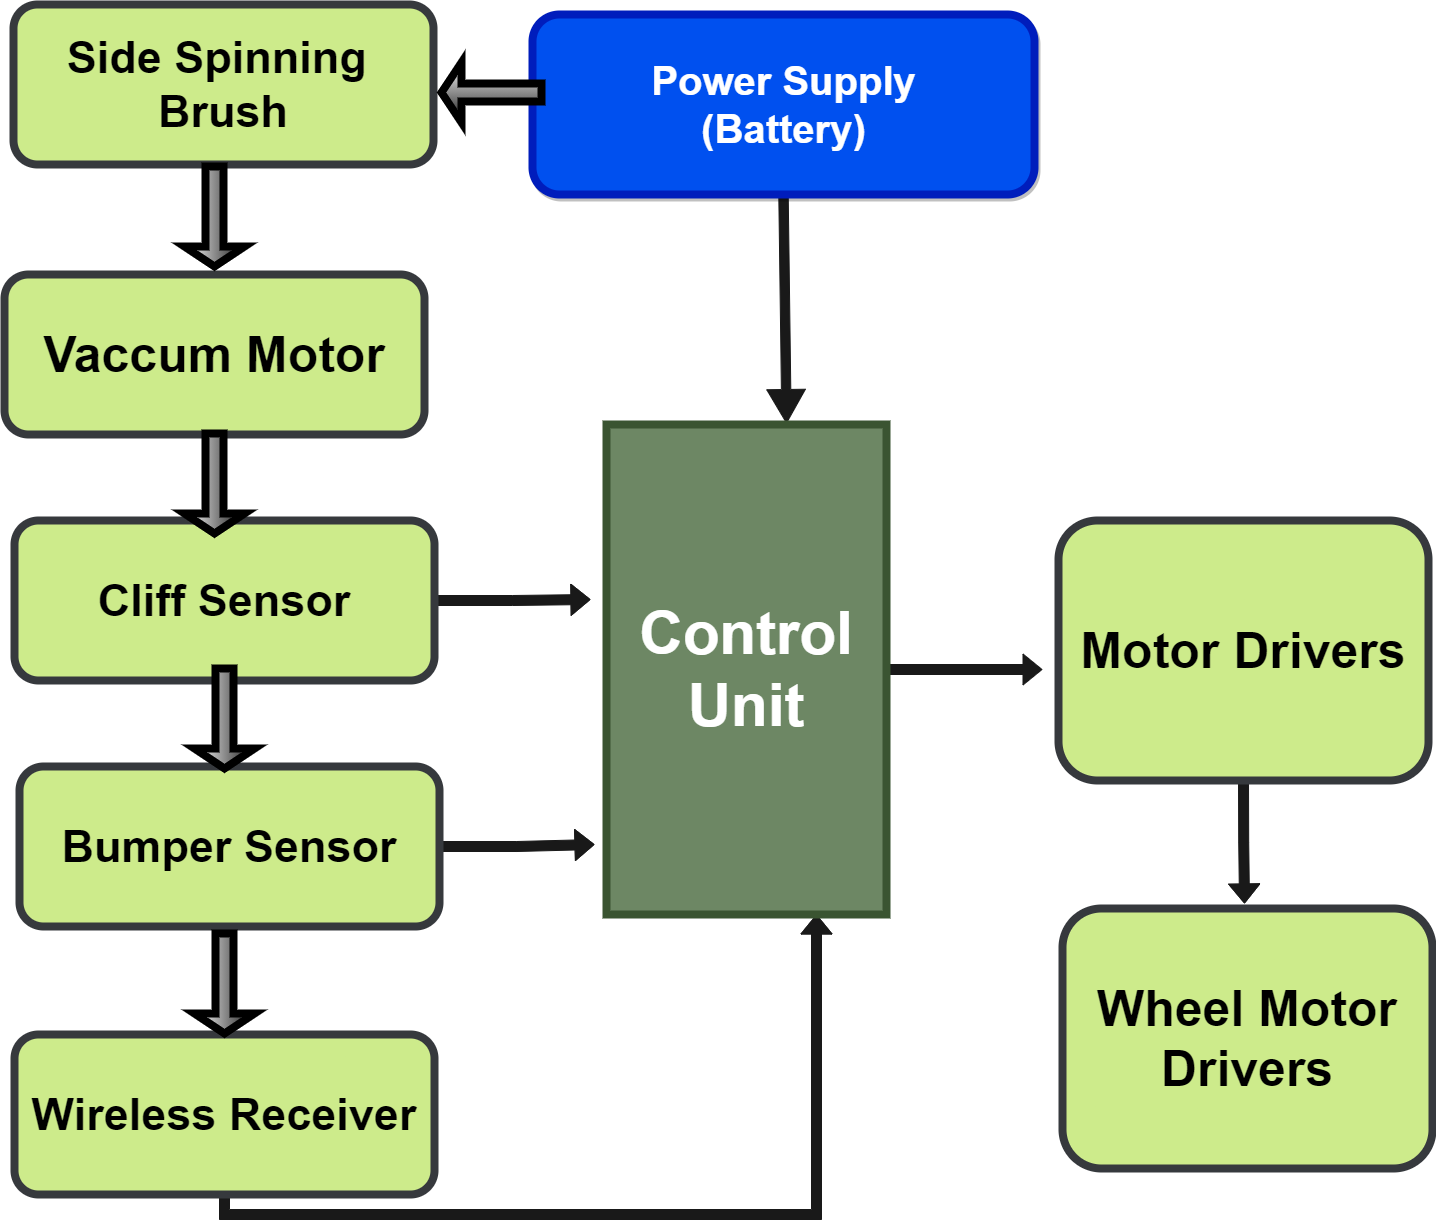 Side Spinning
Brush
Power Supply
(Battery)
Vaccum Motor
Cliff Sensor
Control
Unit
Motor Drivers
Bumper Sensor
Wheel Motor
Drivers
Wireless Receiver